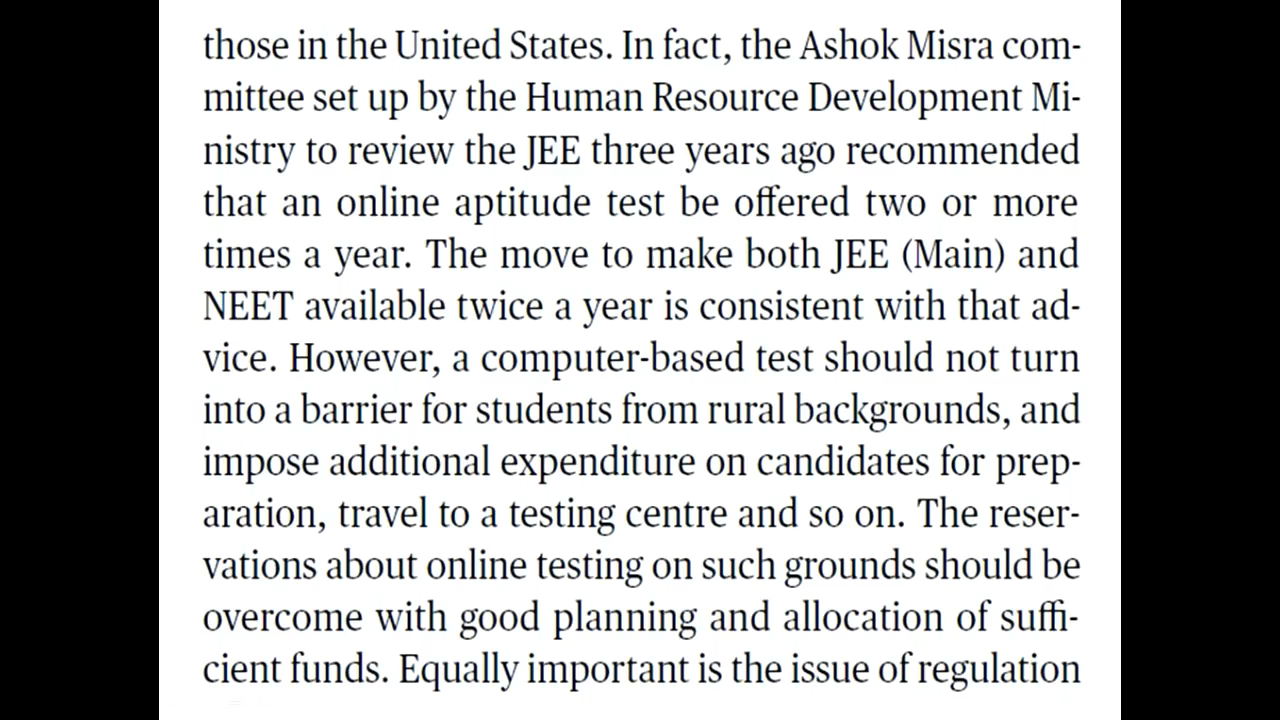 those in the United States. In fact, the Ashok Misra com-
mittee set up by the Human Resource Development Mi-
nistry to review the JEE three years ago recommended
that an online aptitude test be offered two or more
times a year. The move to make both JEE (Main) and
NEET available twice a year is consistent with that ad-
vice. However, a computer-based test should not turn
into a barrier for students from rural backgrounds, and
impose additional expenditure on candidates for prep-
aration, travel to a testing centre and so on. The reser-
vations about online testing on such grounds should be
overcome with good planning and allocation of suffi-
cient funds. Equally important is the issue of regulation